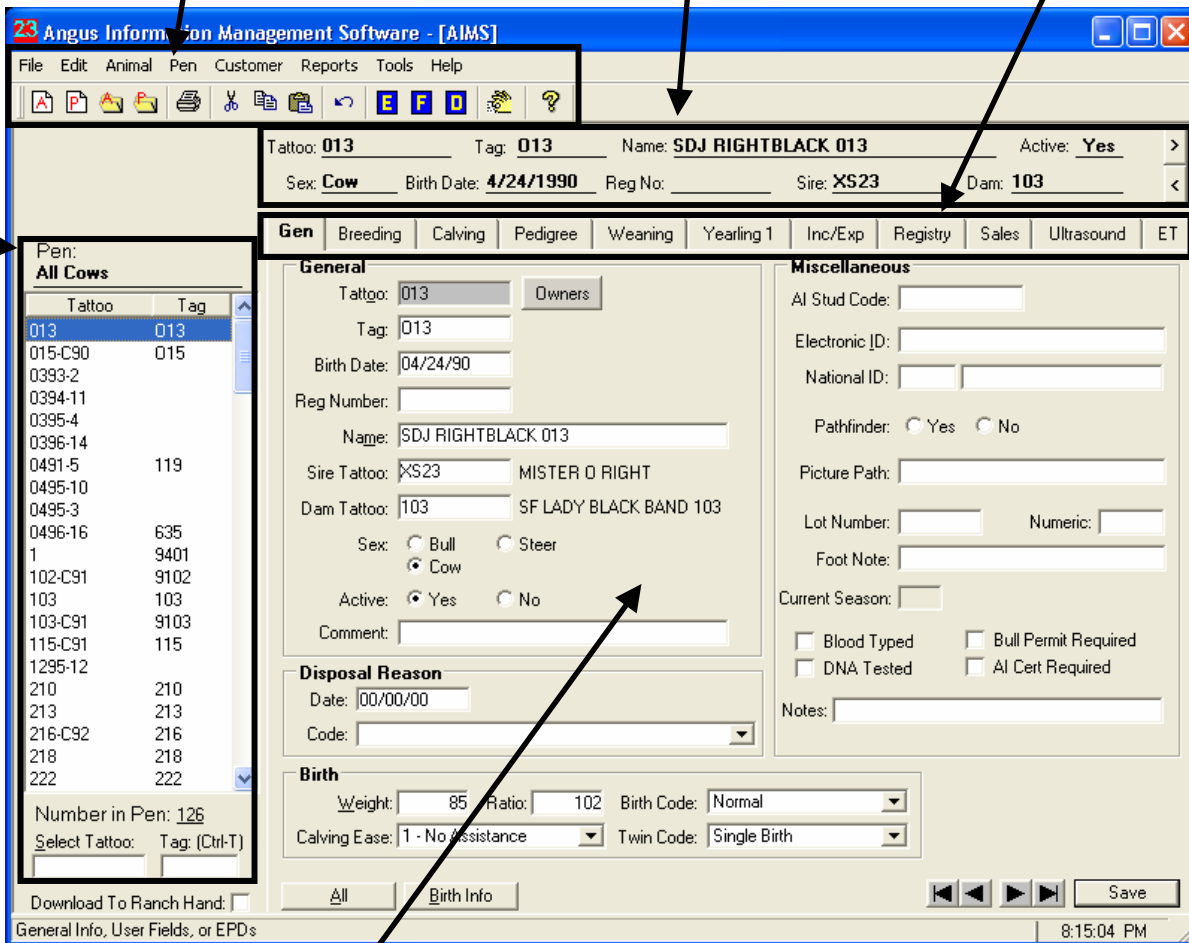 23 Angus Information Management Software - [AIMS]
File Edit Animal Pen Customer Reports Tools Help
A P A P E F D ?
Tattoo: 013 Tag: O13 Name: SDJ RIGHTBLACK 013 Active: Yes >
Sex: Cow Birth Date: 4/24/1990 Reg No: Sire: XS23 Dam: 103 <
Gen Breeding Calving Pedigree Weaning Yearling 1 Inc/Exp Registry Sales Ultrasound ET
Pen:
All Cows
Tattoo Tag
013 O13
015-C90 O15
0393-2
0394-11
0395-4
0396-14
0491-5 119
0495-10
0495-3
0496-16 635
1 9401
102-C91 9102
103 103
103-C91 9103
115-C91 115
1295-12
210 210
213 213
216-C92 216
218 218
222 222
Number in Pen: 126
Select Tattoo: Tag: (Ctrl-T)
Download To Ranch Hand:
General
Tattoo: 013 Owners
Tag: O13
Birth Date: 04/24/90
Reg Number:
Name: SDJ RIGHTBLACK 013
Sire Tattoo: XS23 MISTER O RIGHT
Dam Tattoo: 103 SF LADY BLACK BAND 103
Sex: Bull Steer
Cow
Active: Yes No
Comment:
Disposal Reason
Date: 00/00/00
Code:
Miscellaneous
AI Stud Code:
Electronic ID:
National ID:
Pathfinder: Yes No
Picture Path:
Lot Number: Numeric:
Foot Note:
Current Season:
Blood Typed Bull Permit Required
DNA Tested AI Cert Required
Notes:
Birth
Weight: 85 Ratio: 102 Birth Code: Normal
Calving Ease: 1 - No Assistance Twin Code: Single Birth
All Birth Info Save
General Info, User Fields, or EPDs 8:15:04 PM